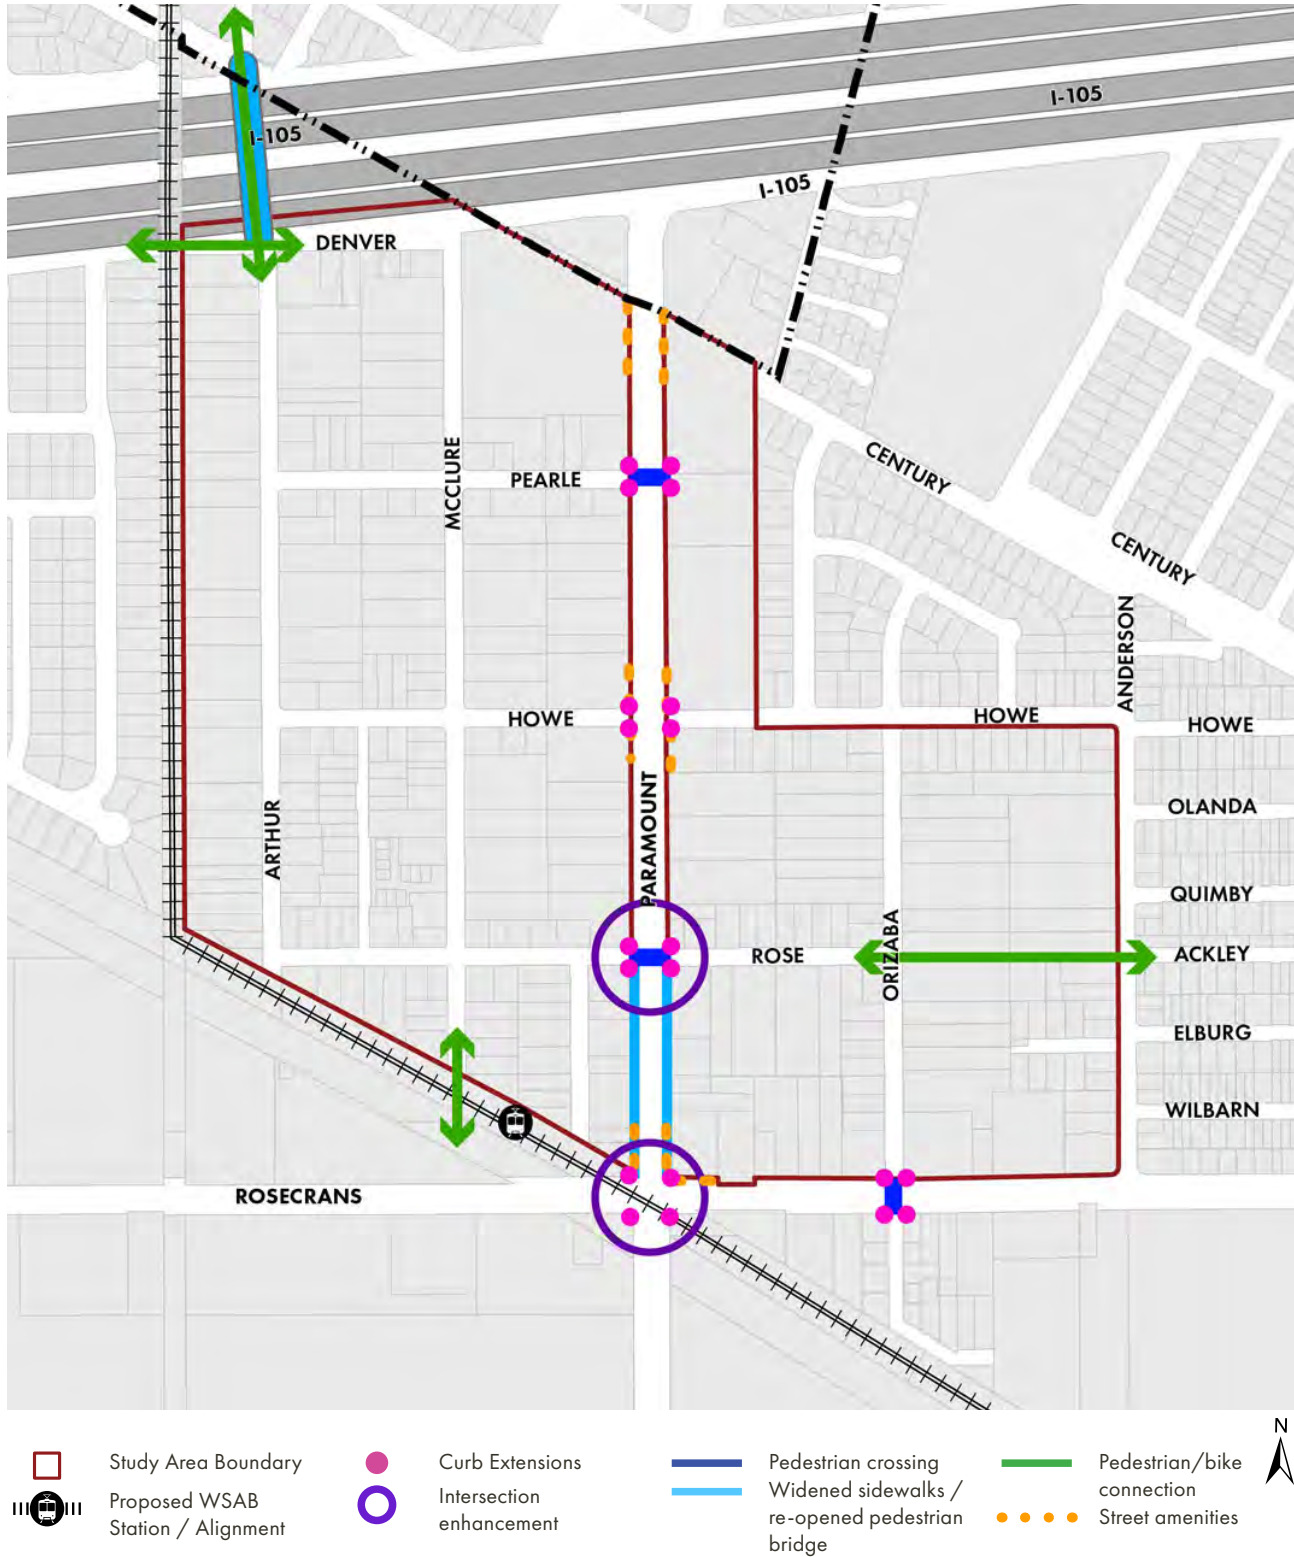 I-105
I-105
I-105
DENVER
MCCLURE
PEARLE
CENTURY
CENTURY
ANDERSON
HOWE
HOWE
HOWE
ARTHUR
PARAMOUNT
OLANDA
QUIMBY
ORIZABA
ROSE
ACKLEY
ELBURG
WILBARN
ROSECRANS
N
Study Area Boundary
Proposed WSAB
Station / Alignment
Curb Extensions
Intersection
enhancement
Pedestrian crossing
Widened sidewalks /
re-opened pedestrian
bridge
Pedestrian/bike
connection
Street amenities